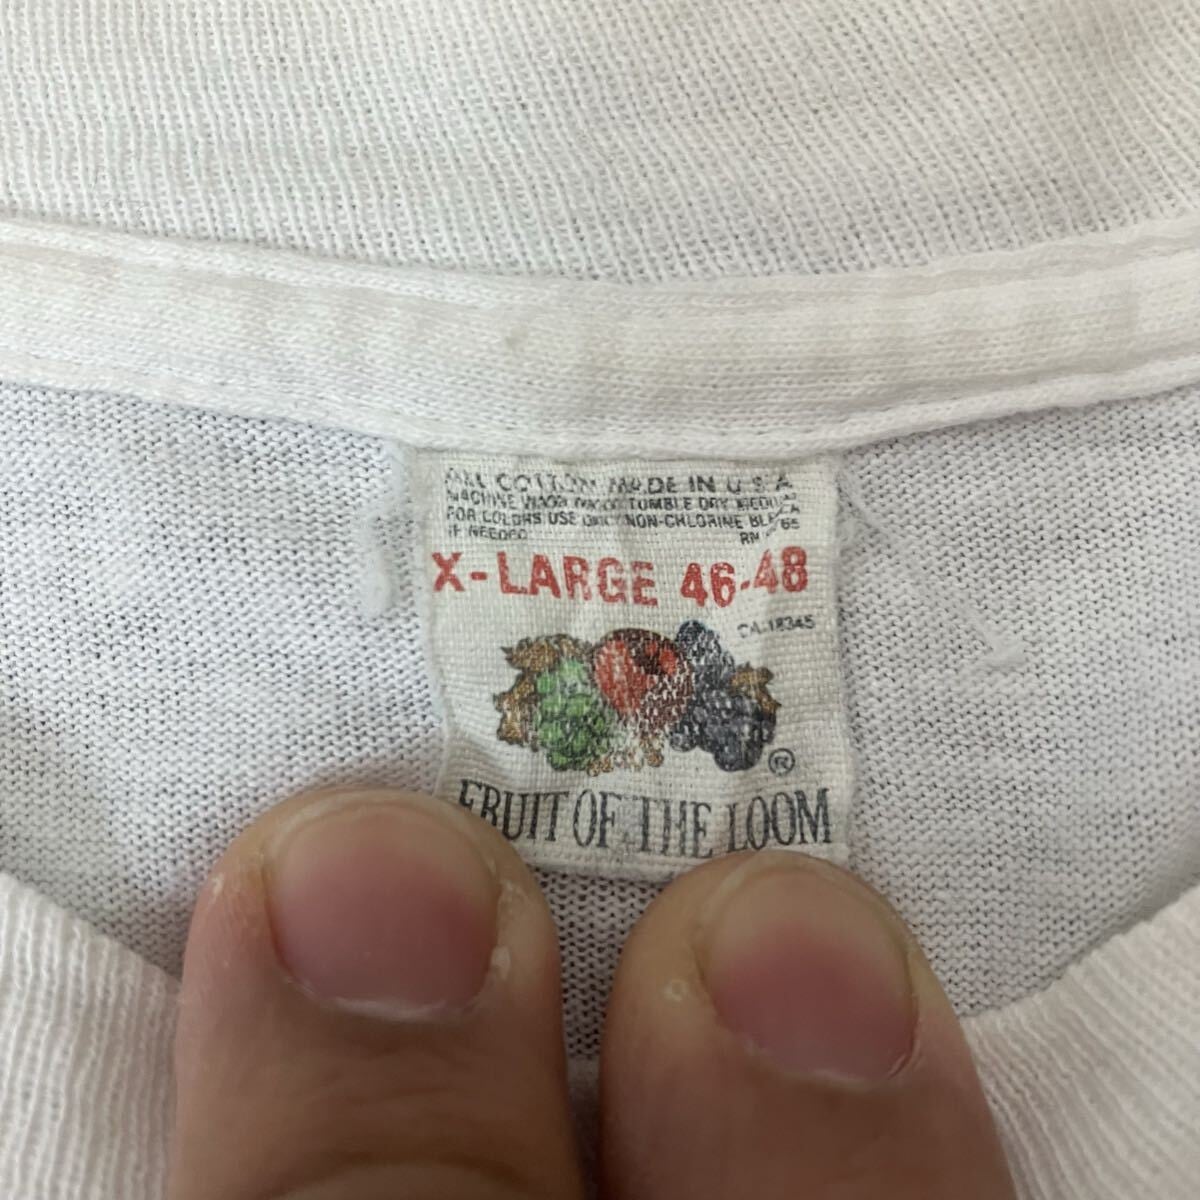 ALL COTTON MADE IN U S A
MACHINE WASH TUMBLE DRY MEDIUM
FOR COLORS USE ONLY NON-CHLORINE BLEACH
IF NEEDED RN
X-LARGE 46-48
CA-18345
®
FRUIT OF THE LOOM